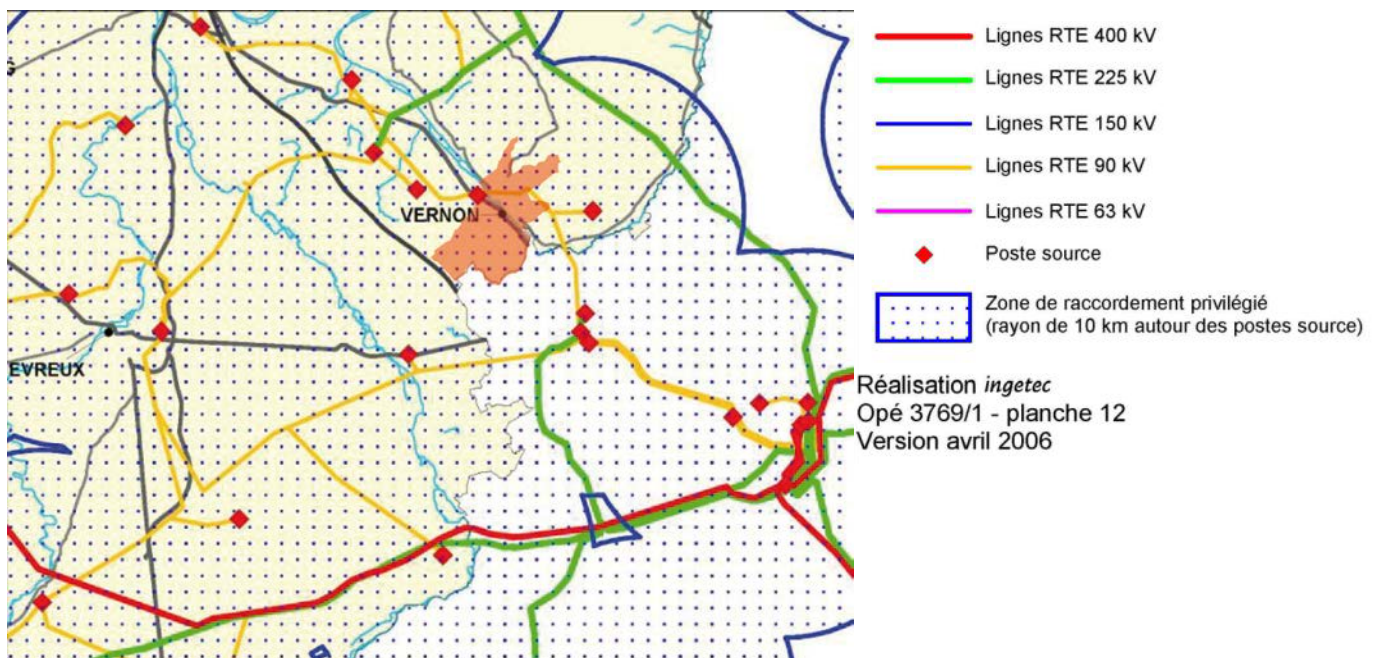 VERNON
EVREUX
Lignes RTE 400 kV
Lignes RTE 225 kV
Lignes RTE 150 kV
Lignes RTE 90 kV
Lignes RTE 63 kV
Poste source
Zone de raccordement privilégié
(rayon de 10 km autour des postes source)
Réalisation ingetec
Opé 3769/1 - planche 12
Version avril 2006